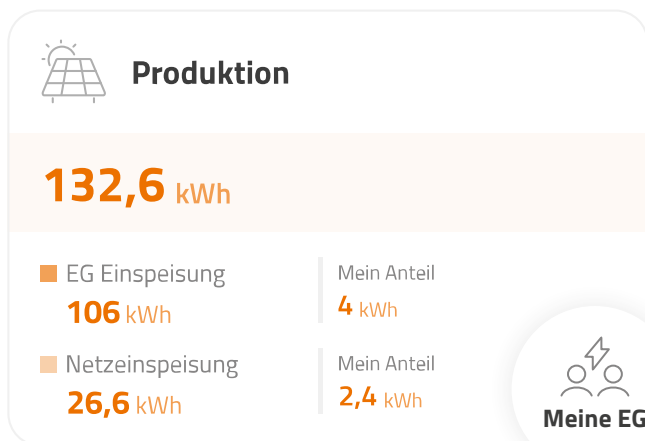 Produktion
132,6 kWh
EG Einspeisung
106 kWh
Mein Anteil
4 kWh
Netzeinspeisung
26,6 kWh
Mein Anteil
2,4 kWh
Meine EG